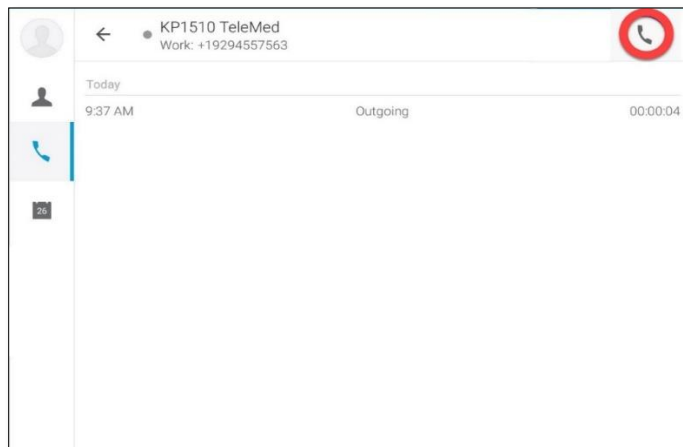 KP1510 TeleMed
Work: +19294557563
Today
9:37 AM Outgoing 00:00:04
26